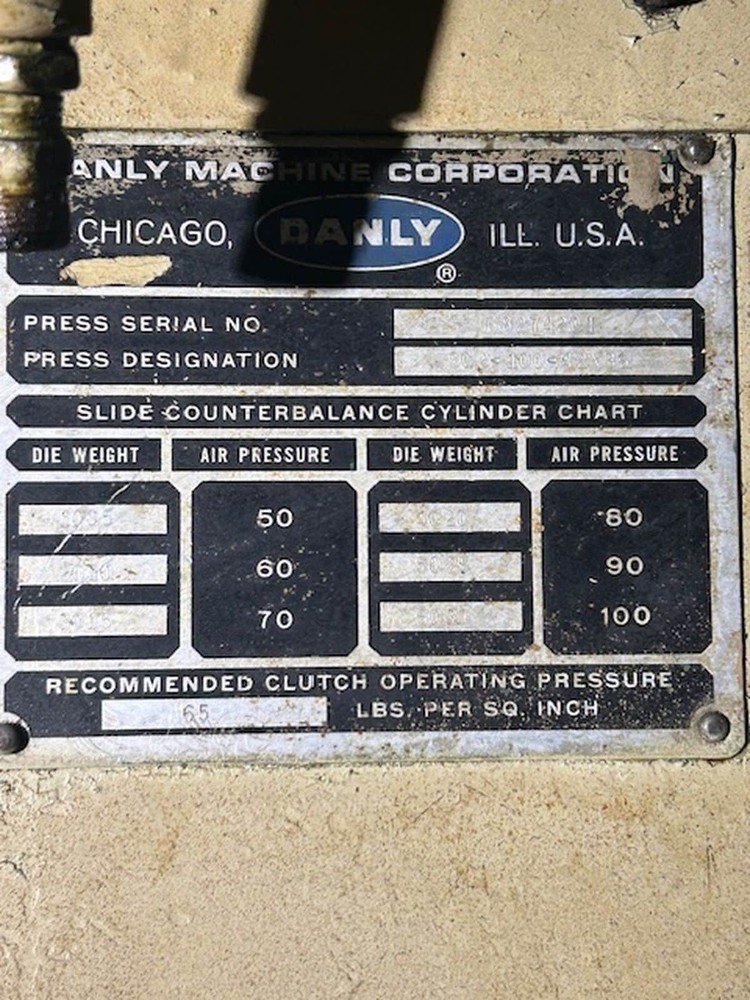 ANLY MACHINE CORPORATION
CHICAGO, DANLY ® ILL. U.S.A.
PRESS SERIAL NO.
PRESS DESIGNATION
SLIDE COUNTERBALANCE CYLINDER CHART
DIE WEIGHT AIR PRESSURE DIE WEIGHT AIR PRESSURE
50 80
60 90
70 100
RECOMMENDED CLUTCH OPERATING PRESSURE
65 LBS. PER SQ. INCH